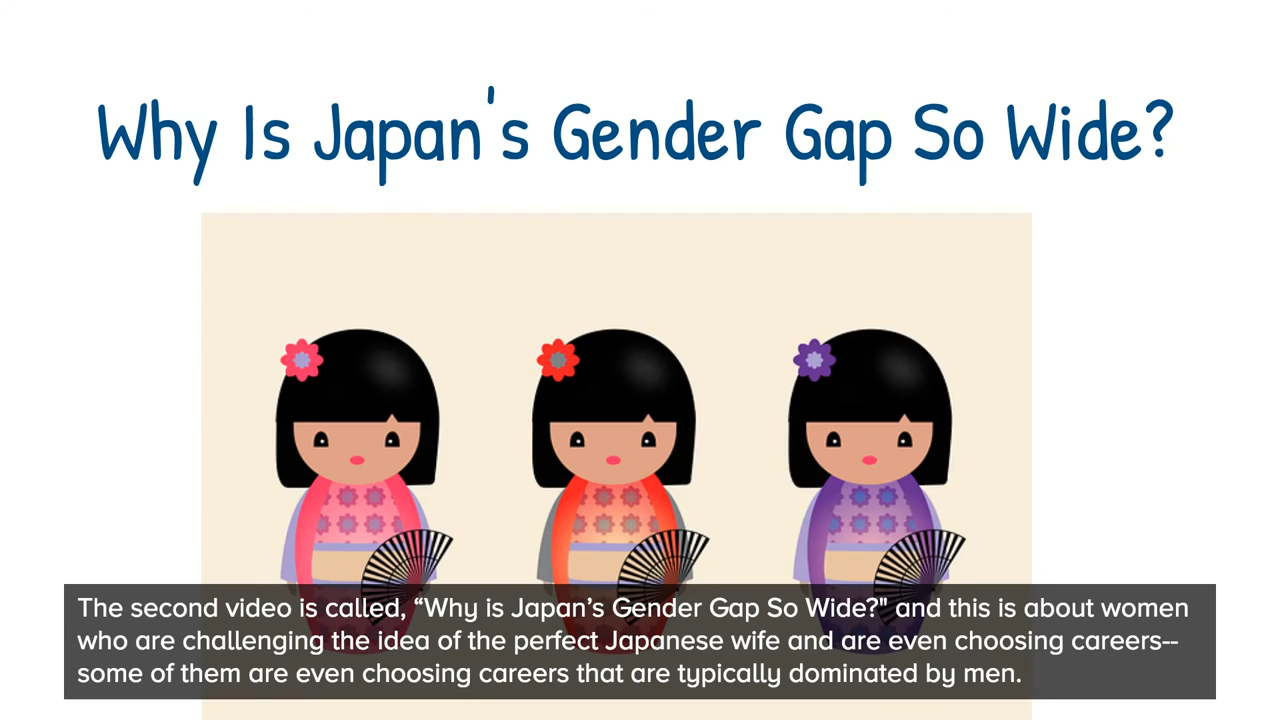 Why Is Japan's Gender Gap So Wide?
The second video is called, “Why is Japan’s Gender Gap So Wide?" and this is about women
who are challenging the idea of the perfect Japanese wife and are even choosing careers--
some of them are even choosing careers that are typically dominated by men.